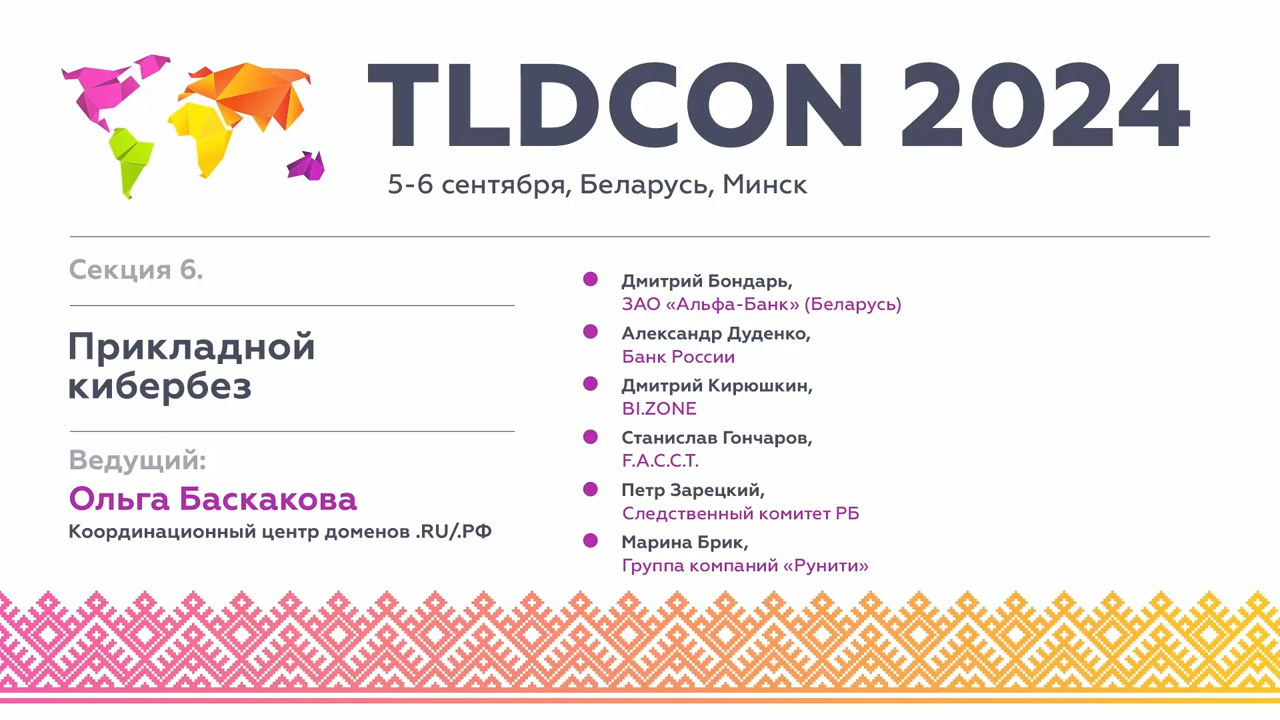 TLDCON 2024
5-6 сентября, Беларусь, Минск
Секция 6.
Прикладной
кибербез
Ведущий:
Ольга Баскакова
Координационный центр доменов .RU/.РФ
Дмитрий Бондарь,
ЗАО «Альфа-Банк» (Беларусь)
Александр Дуденко,
Банк России
Дмитрий Кирюшкин,
BI.ZONE
Станислав Гончаров,
F.A.C.C.T.
Петр Зарецкий,
Следственный комитет РБ
Марина Брик,
Группа компаний «Рунити»